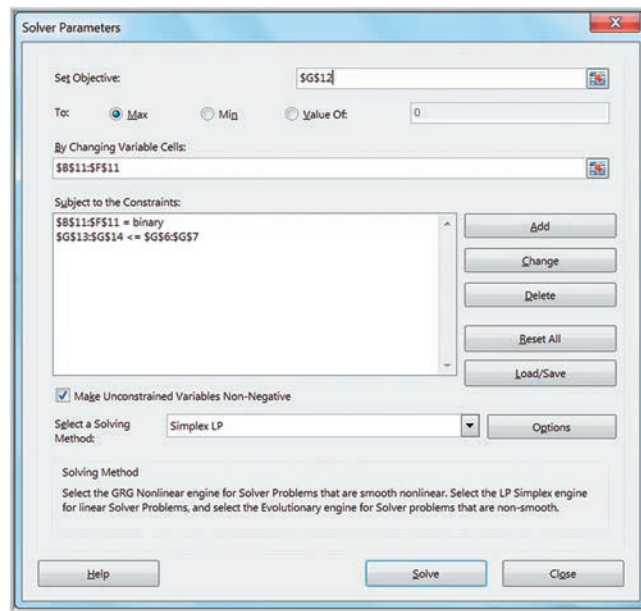 Solver Parameters
Set Objective:
$G$12
To:
Max
Min
Value Of:
0
By Changing Variable Cells:
$B$11:$F$11
Subject to the Constraints:
$B$11:$F$11 = binary
$G$13:$G$14 <= $G$6:$G$7
Add
Change
Delete
Reset All
Load/Save
Make Unconstrained Variables Non-Negative
Select a Solving
Method:
Simplex LP
Options
Solving Method
Select the GRG Nonlinear engine for Solver Problems that are smooth nonlinear. Select the LP Simplex engine
for linear Solver Problems, and select the Evolutionary engine for Solver problems that are non-smooth.
Help
Solve
Close